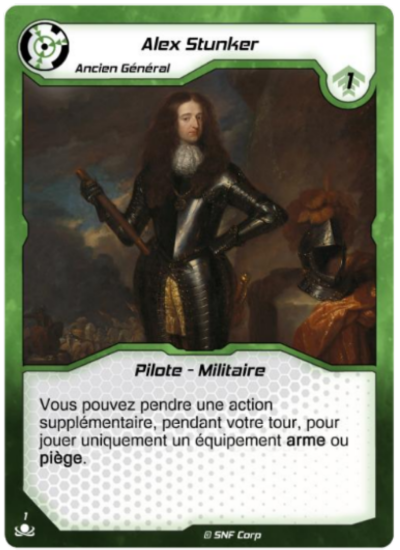 Alex Stunker
Ancien Général
1
Pilote - Militaire
Vous pouvez pendre une action
supplémentaire, pendant votre tour, pour
jouer uniquement un équipement arme ou
piège.
1
© SNF Corp